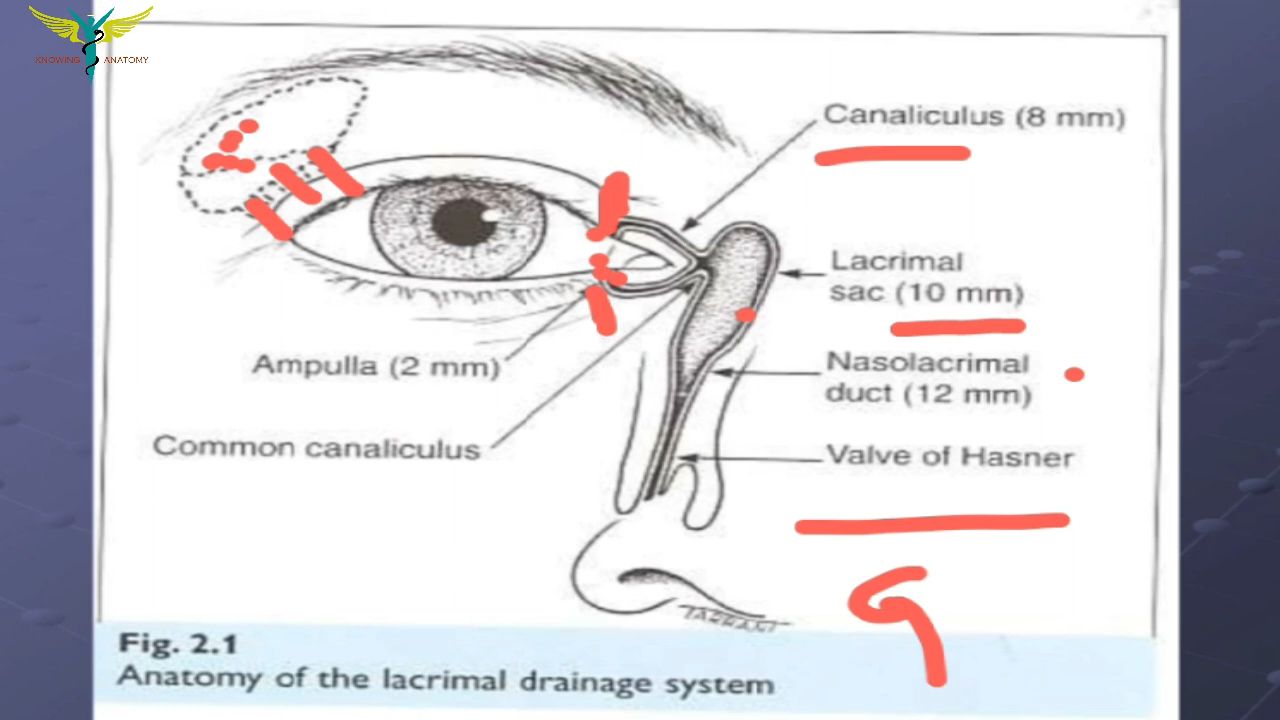 KNOWING ANATOMY
Canaliculus (8 mm)
Lacrimal
sac (10 mm)
Ampulla (2 mm)
Nasolacrimal
duct (12 mm)
Common canaliculus
Valve of Hasner
TARRANT
Fig. 2.1
Anatomy of the lacrimal drainage system